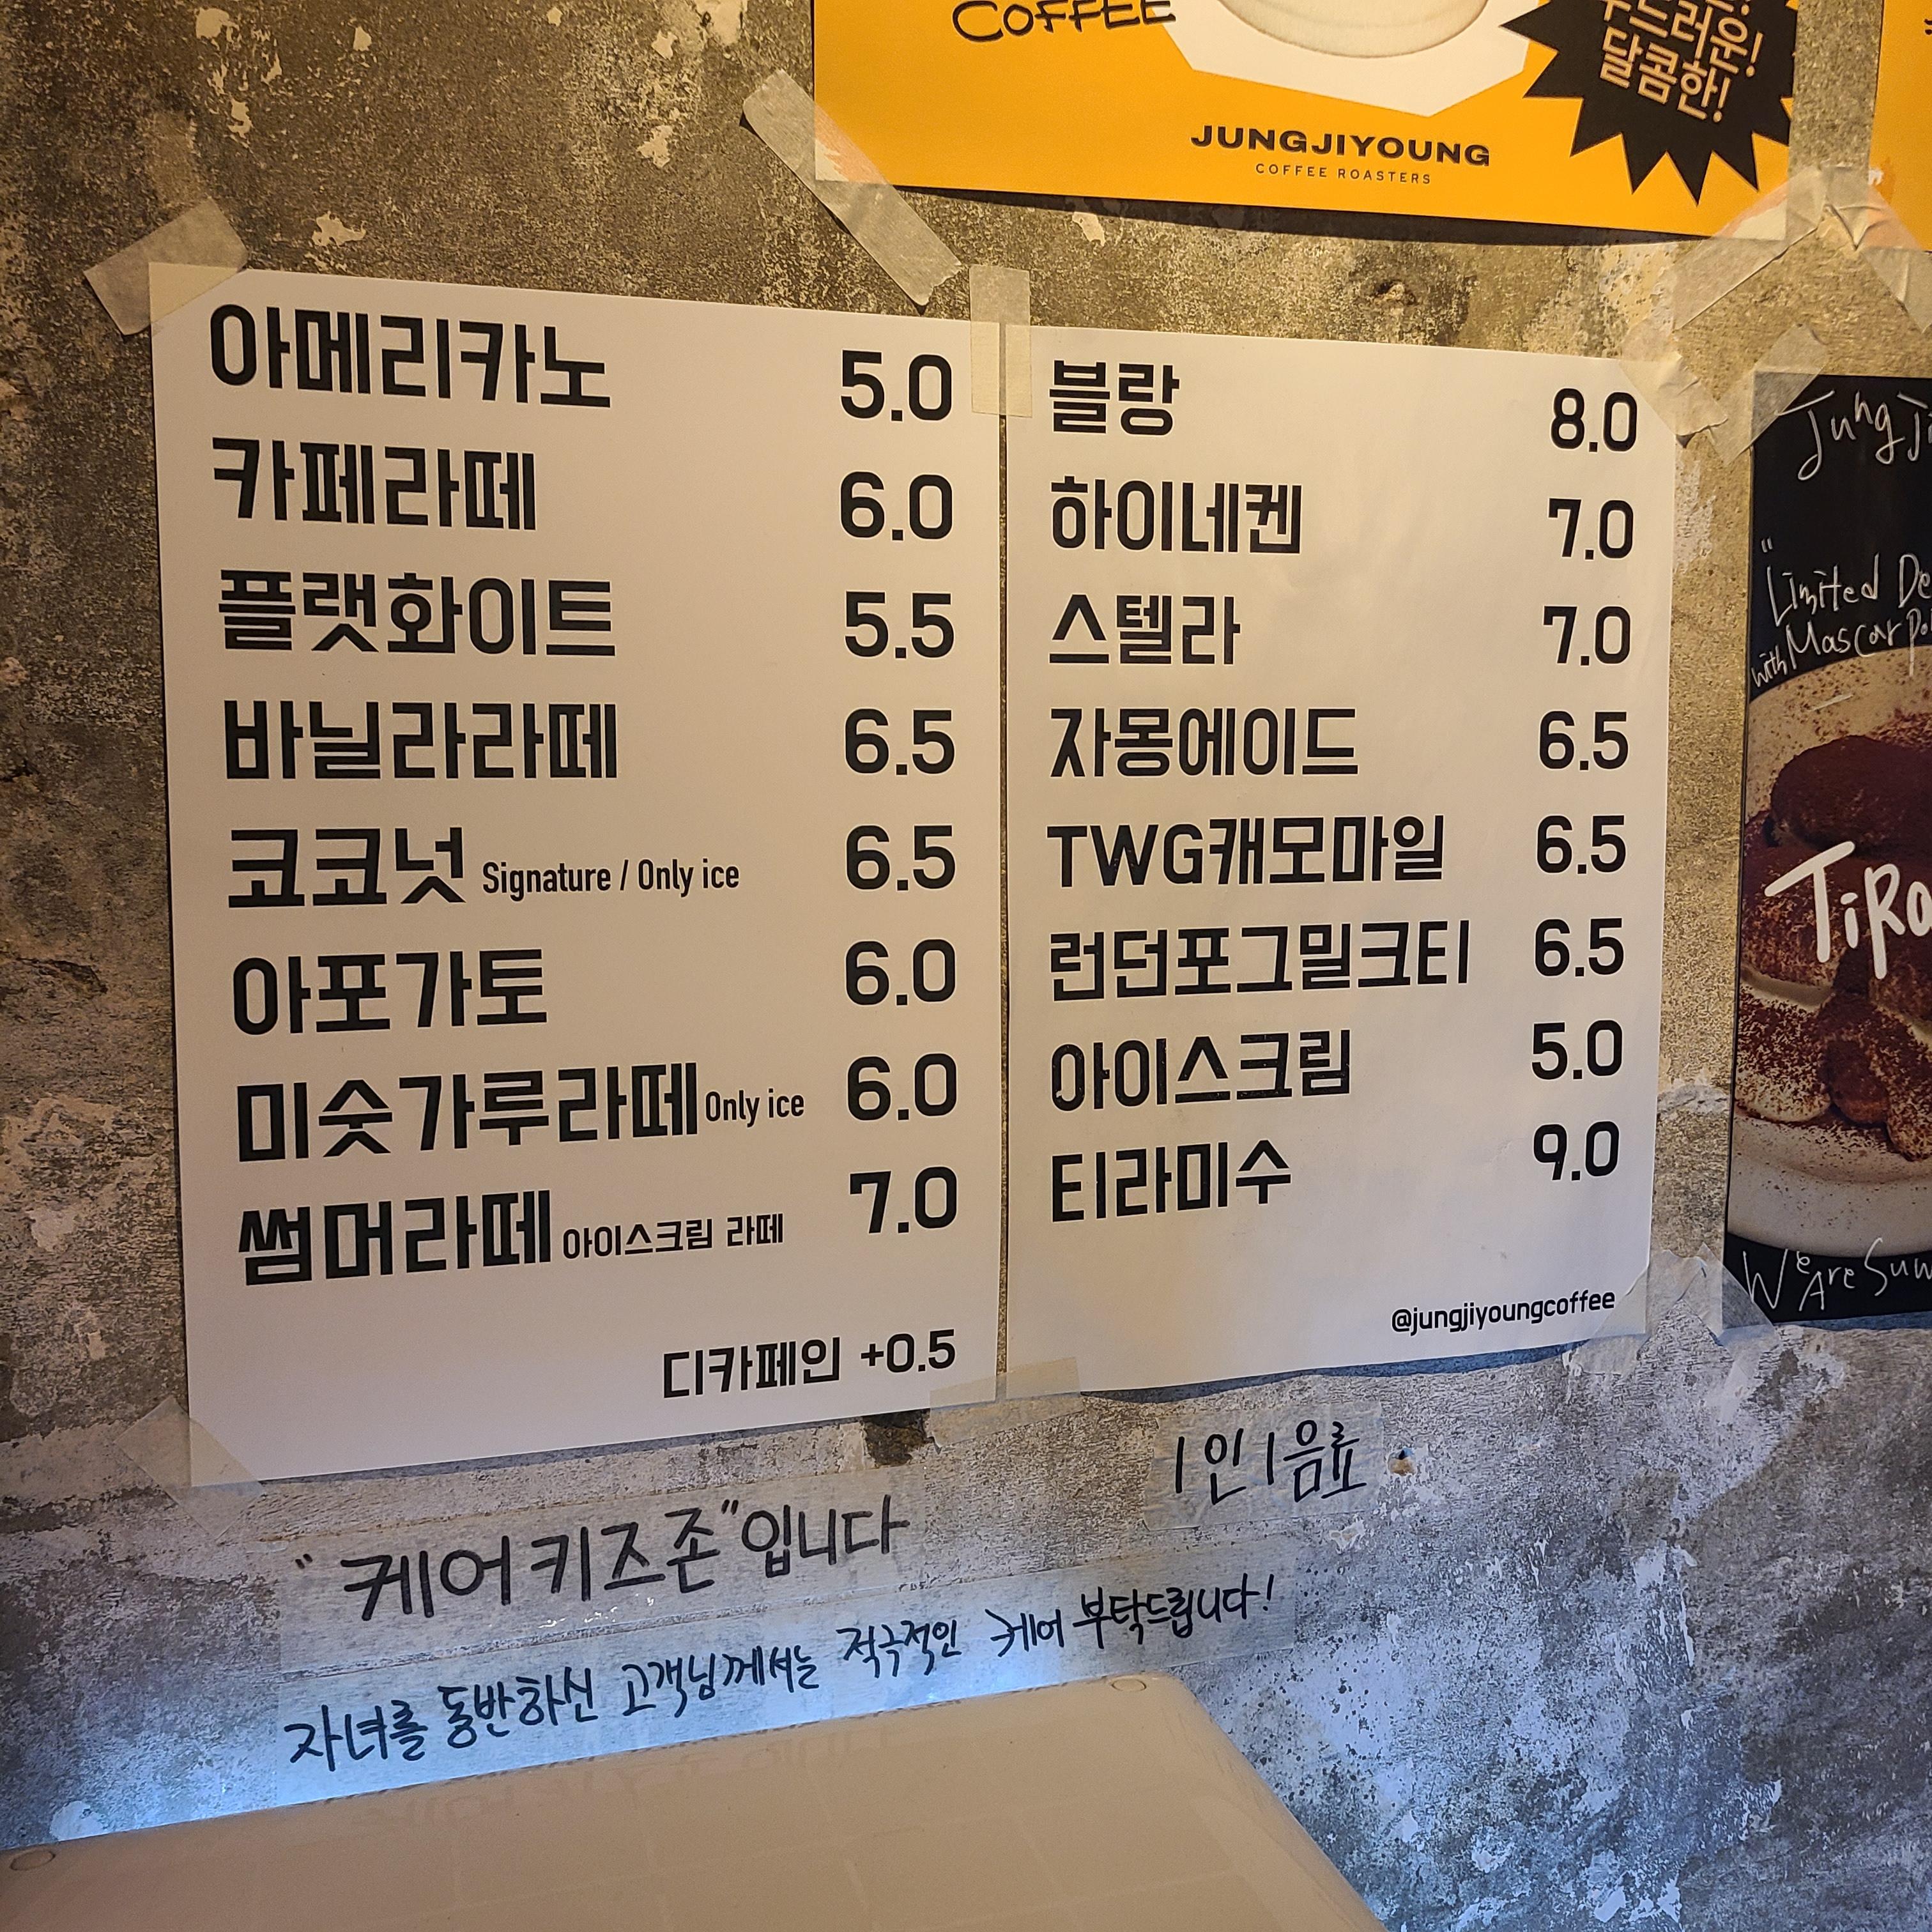 COFFEE
달콤한!
JUNGJIYOUNG
COFFEE ROASTERS
아메리카노 5.0
카페라떼 6.0
플랫화이트 5.5
바닐라라떼 6.5
코코넛 Signature / Only ice 6.5
아포가토 6.0
미숫가루라떼 Only ice 6.0
썸머라떼 아이스크림 라떼 7.0
디카페인 +0.5
블랑 8.0
하이네켄 7.0
스텔라 7.0
자몽에이드 6.5
TWG캐모마일 6.5
런던포그밀크티 6.5
아이스크림 5.0
티라미수 9.0
@jungjiyoungcoffee
1인 1음료
"케어키즈존"입니다
자녀를 동반하신 고객님께서는 적극적인 케어 부탁드립니다!
Jung
"Limited
with
We Are